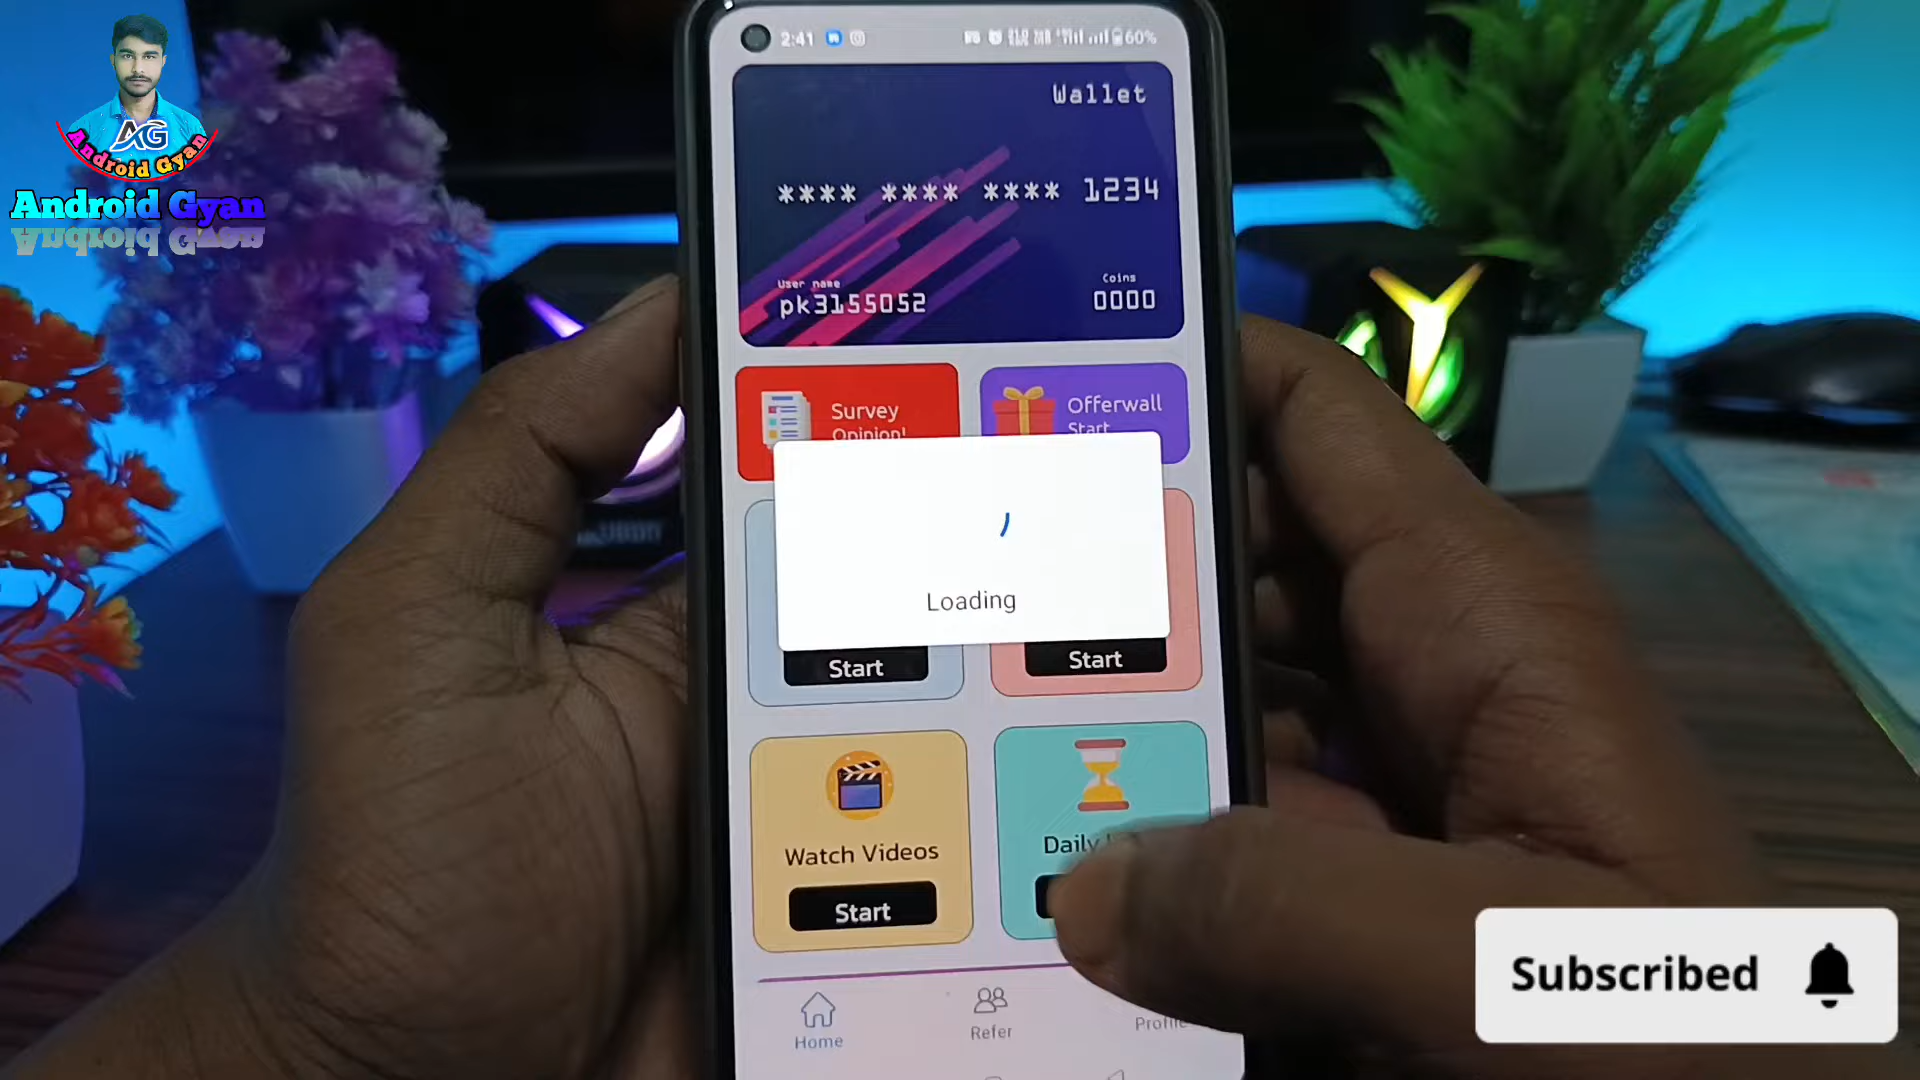 AG
Android Gyan
Android Gyan
2:41
60%
Wallet
**** **** **** 1234
User name
Coins
pk3155052
0000
Survey
Opinion!
Offerwall
Start
Loading
Start
Start
Watch Videos
Daily
Start
Home
Refer
Profile
Subscribed